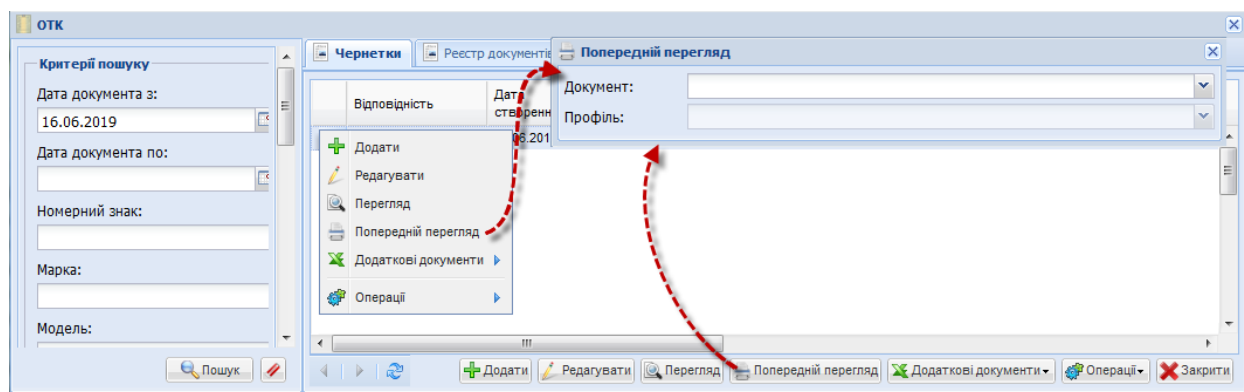 ОТК
Критерії пошуку
Дата документа з:
16.06.2019
Дата документа по:
Номерний знак:
Марка:
Модель:
Пошук
Чернетки
Реєстр документів
Відповідність
Дата
створення
Додати
Редагувати
Перегляд
Попередній перегляд
Додаткові документи
Операції
Попередній перегляд
Документ:
Профіль:
Додати Редагувати Перегляд Попередній перегляд Додаткові документи Операції Закрити